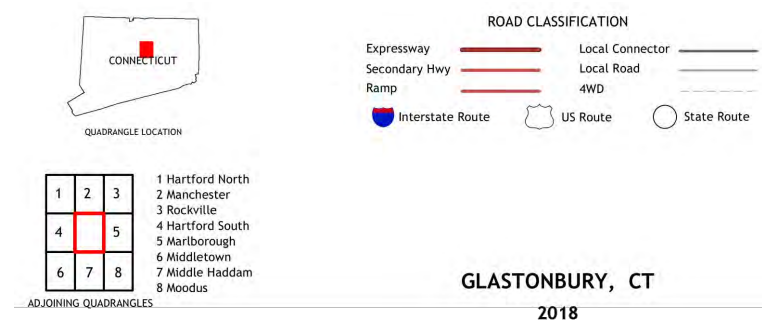 CONNECTICUT
QUADRANGLE LOCATION
ROAD CLASSIFICATION
Expressway
Local Connector
Secondary Hwy
Local Road
Ramp
4WD
Interstate Route
US Route
State Route
1 2 3
4 5
6 7 8
1 Hartford North
2 Manchester
3 Rockville
4 Hartford South
5 Marlborough
6 Middletown
7 Middle Haddam
8 Moodus
ADJOINING QUADRANGLES
GLASTONBURY, CT
2018